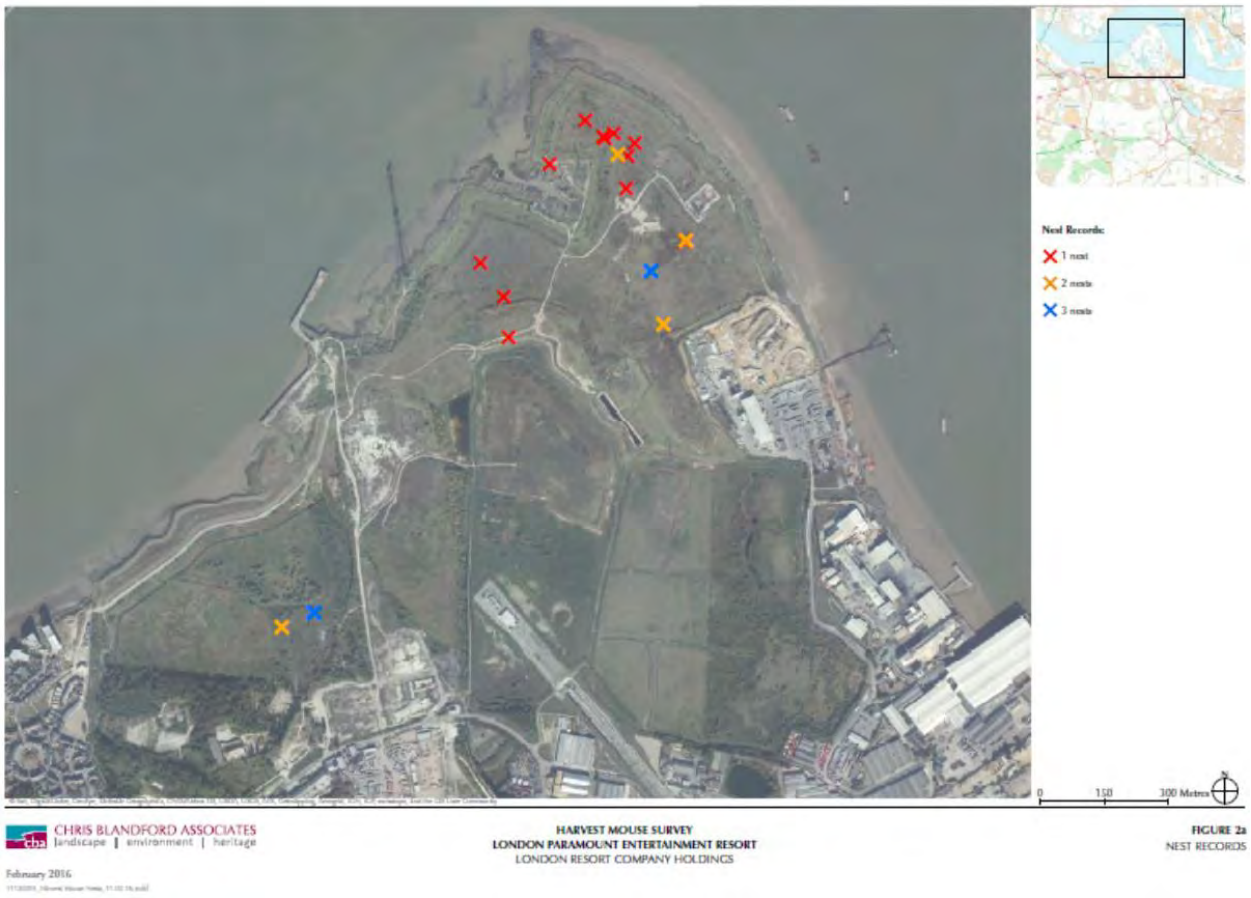 Nest Records:
1 nest
2 nests
3 nests
N
0 150 300 Metres
cba CHRIS BLANDFORD ASSOCIATES
landscape | environment | heritage
February 2016
HARVEST MOUSE SURVEY
LONDON PARAMOUNT ENTERTAINMENT RESORT
LONDON RESORT COMPANY HOLDINGS
FIGURE 2a
NEST RECORDS